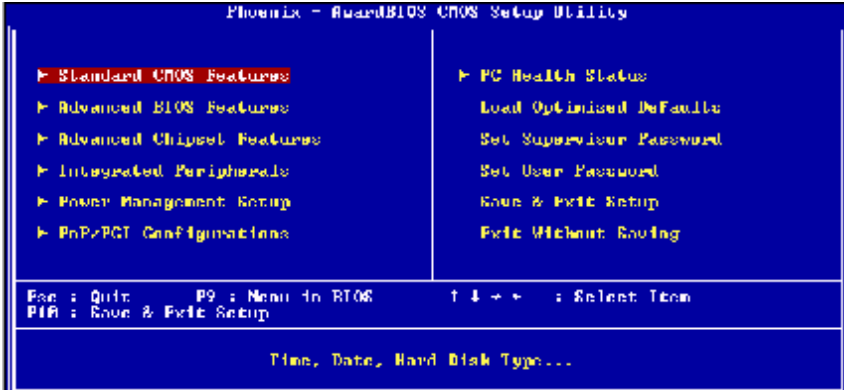 Phoenix - AwardBIOS CMOS Setup Utility
► Standard CMOS Features
► Advanced BIOS Features
► Advanced Chipset Features
► Integrated Peripherals
► Power Management Setup
► PnP/PCI Configurations
► PC Health Status
Load Optimized Defaults
Set Supervisor Password
Set User Password
Save & Exit Setup
Exit Without Saving
Esc : Quit F9 : Menu in BIOS ↑ ↓ → ← : Select Item
F10 : Save & Exit Setup
Time, Date, Hard Disk Type...